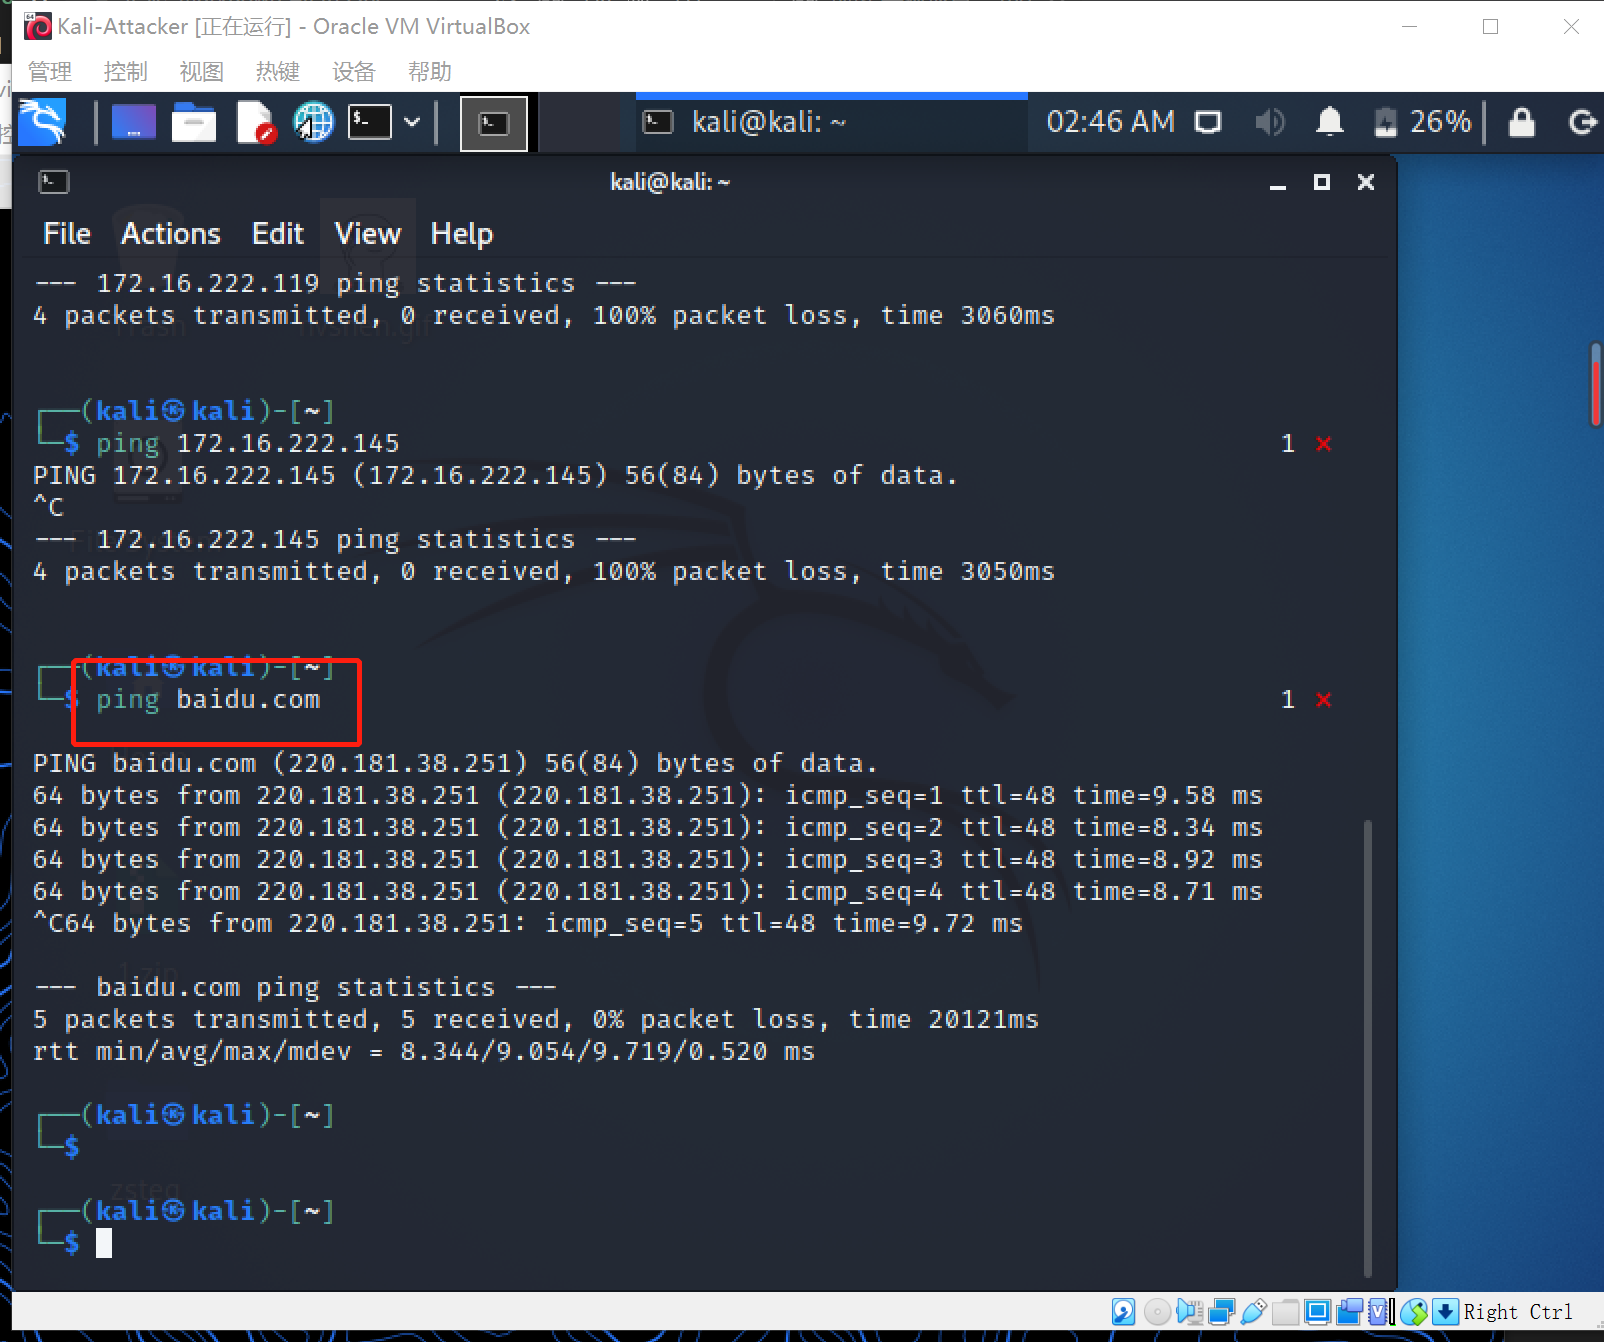 Kali-Attacker [正在运行] - Oracle VM VirtualBox
管理 控制 视图 热键 设备 帮助
kali@kali: ~ 02:46 AM 26%
kali@kali: ~
File Actions Edit View Help
--- 172.16.222.119 ping statistics ---
4 packets transmitted, 0 received, 100% packet loss, time 3060ms
┌──(kali㉿kali)-[~]
└─$ ping 172.16.222.145 1 ⨯
PING 172.16.222.145 (172.16.222.145) 56(84) bytes of data.
^C
--- 172.16.222.145 ping statistics ---
4 packets transmitted, 0 received, 100% packet loss, time 3050ms
┌──(kali㉿kali)-[~]
└─$ ping baidu.com 1 ⨯
PING baidu.com (220.181.38.251) 56(84) bytes of data.
64 bytes from 220.181.38.251 (220.181.38.251): icmp_seq=1 ttl=48 time=9.58 ms
64 bytes from 220.181.38.251 (220.181.38.251): icmp_seq=2 ttl=48 time=8.34 ms
64 bytes from 220.181.38.251 (220.181.38.251): icmp_seq=3 ttl=48 time=8.92 ms
64 bytes from 220.181.38.251 (220.181.38.251): icmp_seq=4 ttl=48 time=8.71 ms
^C64 bytes from 220.181.38.251: icmp_seq=5 ttl=48 time=9.72 ms
--- baidu.com ping statistics ---
5 packets transmitted, 5 received, 0% packet loss, time 20121ms
rtt min/avg/max/mdev = 8.344/9.054/9.719/0.520 ms
┌──(kali㉿kali)-[~]
└─$
zsteg
┌──(kali㉿kali)-[~]
└─$
Right Ctrl